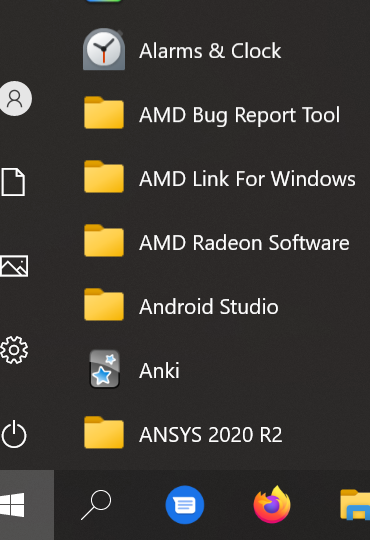 Alarms & Clock
AMD Bug Report Tool
AMD Link For Windows
AMD Radeon Software
Android Studio
Anki
ANSYS 2020 R2